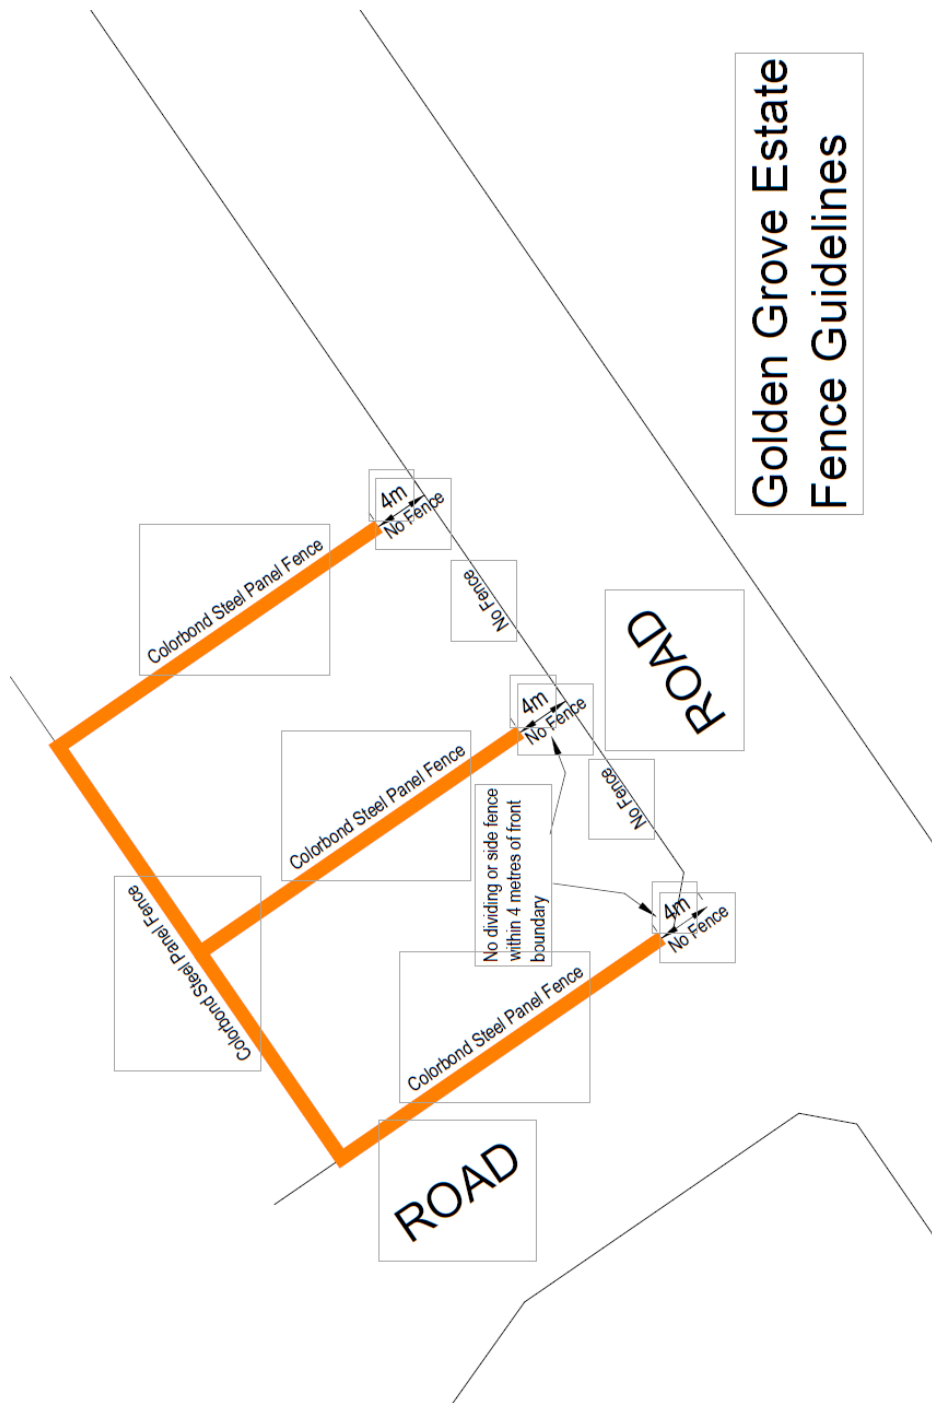 Golden Grove Estate
Fence Guidelines
4m
No Fence
Colorbond Steel Panel Fence
No Fence
ROAD
4m
No Fence
Colorbond Steel Panel Fence
No Fence
No dividing or side fence
within 4 metres of front
boundary
Colorbond Steel Panel Fence
4m
No Fence
Colorbond Steel Panel Fence
ROAD